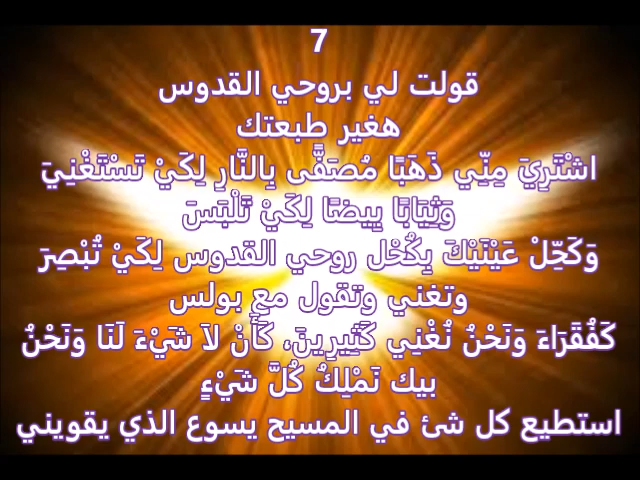 7
قولت لي بروحي القدوس
هغير طبعتك
اشْتَرِيَ مِنِّي ذَهَبًا مُصَفًّى بِالنَّارِ لِكَيْ تَسْتَغْنِيَ
وَثِيَابًا بِيضًا لِكَيْ تَلْبَسَ
وَكَحِّلْ عَيْنَيْكَ بِكُحْل روحي القدوس لِكَيْ تُبْصِرَ
وتغني وتقول مع بولس
كَفُقَرَاءَ وَنَحْنُ نُغْنِي كَثِيرِينَ، كَأَنْ لاَ شَيْءَ لَنَا وَنَحْنُ
بيك نَمْلِكُ كُلَّ شَيْءٍ
استطيع كل شئ في المسيح يسوع الذي يقويني